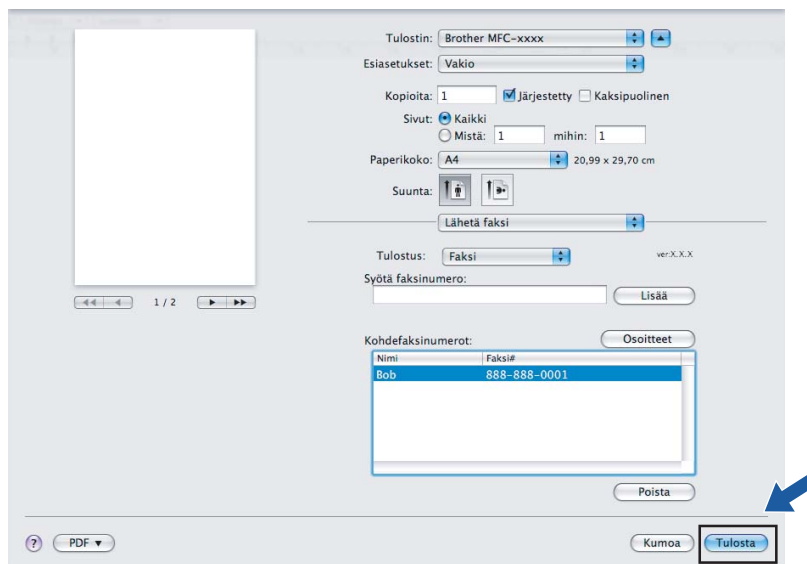 Tulostin: Brother MFC-xxxx
Esiasetukset: Vakio
Kopioita: 1 Järjestetty Kaksipuolinen
Sivut: Kaikki
Mistä: 1 mihin: 1
Paperikoko: A4 20,99 x 29,70 cm
Suunta:
Lähetä faksi
Tulostus: Faksi ver:X.X.X
Syötä faksinumero:
Lisää
1 / 2
Kohdefaksinumerot: Osoitteet
Nimi Faksi#
Bob 888-888-0001
Poista
? PDF Kumoa Tulosta